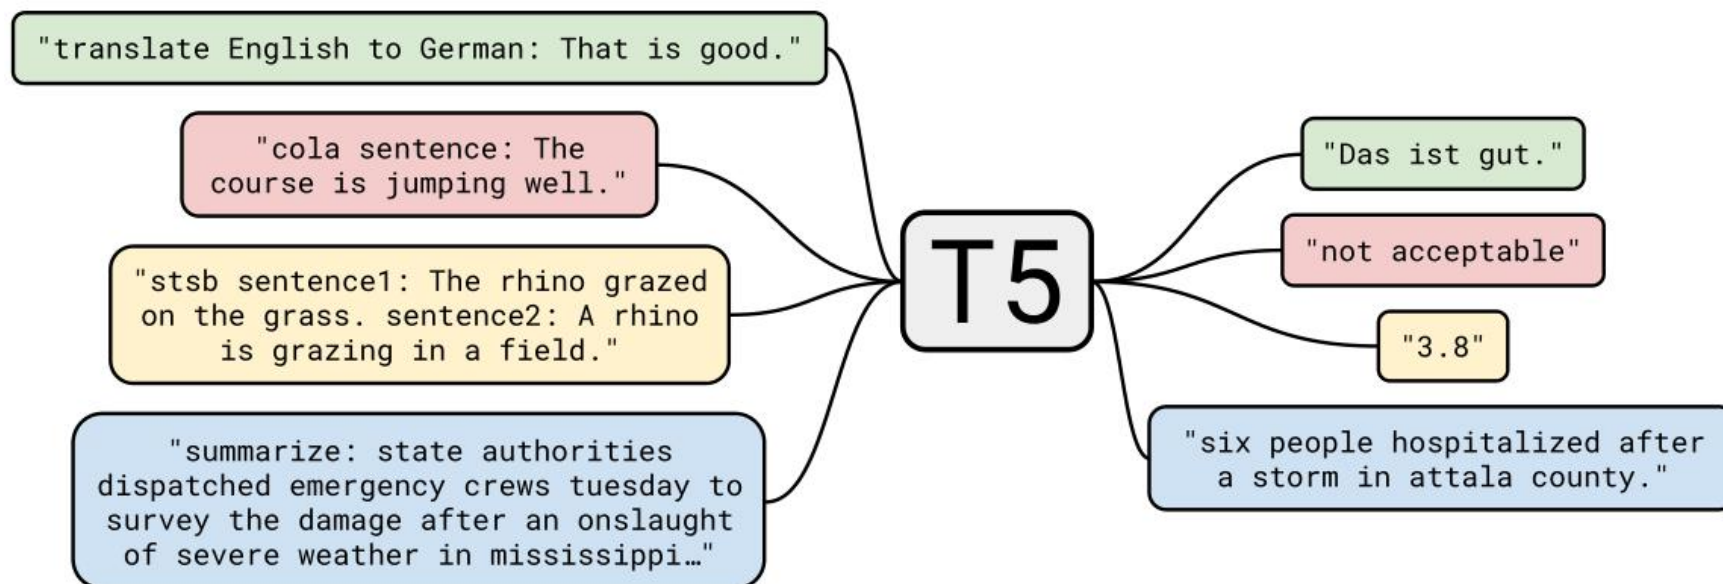 "translate English to German: That is good."
"cola sentence: The
course is jumping well."
"stsb sentence1: The rhino grazed
on the grass. sentence2: A rhino
is grazing in a field."
"summarize: state authorities
dispatched emergency crews tuesday to
survey the damage after an onslaught
of severe weather in mississippi…"
T5
"Das ist gut."
"not acceptable"
"3.8"
"six people hospitalized after
a storm in attala county."